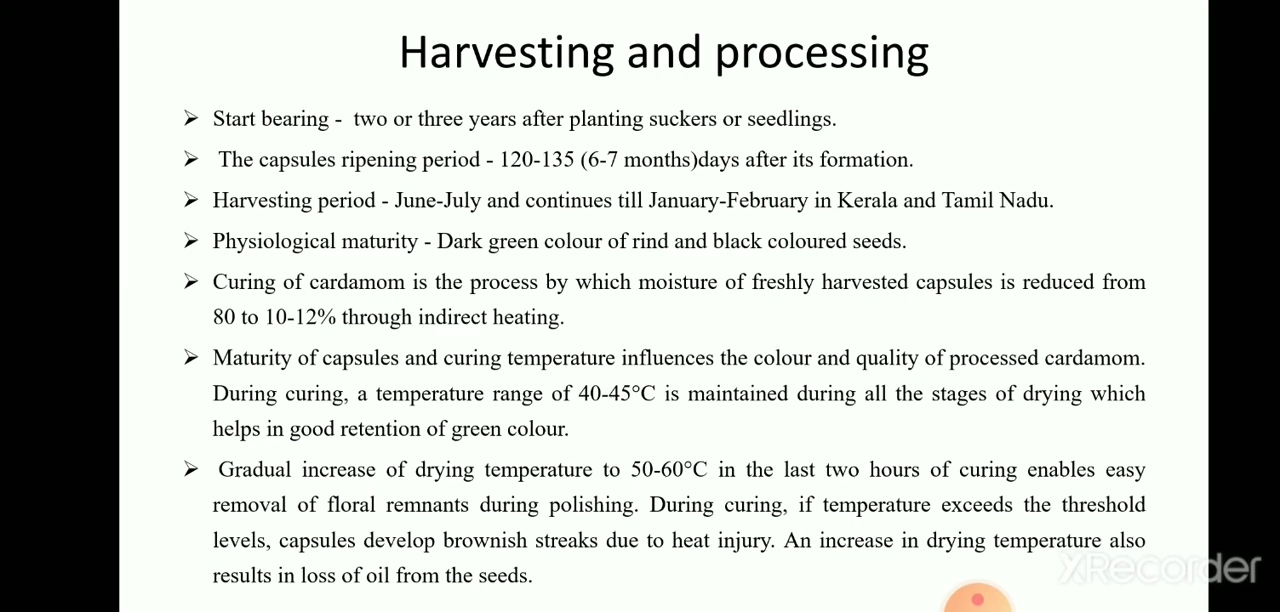 Harvesting and processing
➢ Start bearing - two or three years after planting suckers or seedlings.
➢ The capsules ripening period - 120-135 (6-7 months)days after its formation.
➢ Harvesting period - June-July and continues till January-February in Kerala and Tamil Nadu.
➢ Physiological maturity - Dark green colour of rind and black coloured seeds.
➢ Curing of cardamom is the process by which moisture of freshly harvested capsules is reduced from
80 to 10-12% through indirect heating.
➢ Maturity of capsules and curing temperature influences the colour and quality of processed cardamom.
During curing, a temperature range of 40-45°C is maintained during all the stages of drying which
helps in good retention of green colour.
➢ Gradual increase of drying temperature to 50-60°C in the last two hours of curing enables easy
removal of floral remnants during polishing. During curing, if temperature exceeds the threshold
levels, capsules develop brownish streaks due to heat injury. An increase in drying temperature also
results in loss of oil from the seeds.
XRecorder